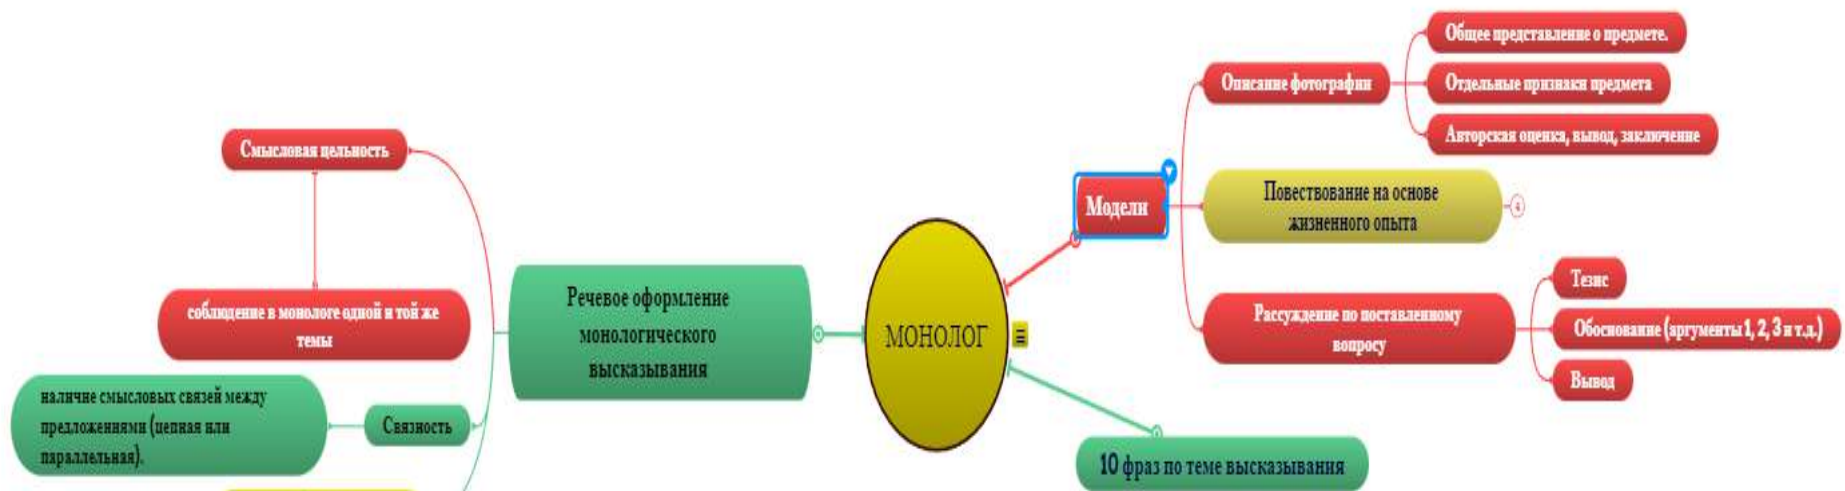 Смысловая цельность
соблюдение в монологе одной и той же
темы
наличие смысловых связей между
предложениями (цепная или
параллельная).
Связность
Речевое оформление
монологического
высказывания
МОНОЛОГ
Модели
Описание фотографии
Общее представление о предмете.
Отдельные признаки предмета
Авторская оценка, вывод, заключение
Повествование на основе
жизненного опыта
4
Рассуждение по поставленному
вопросу
Тезис
Обоснование (аргументы 1, 2, 3 и т.д.)
Вывод
10 фраз по теме высказывания